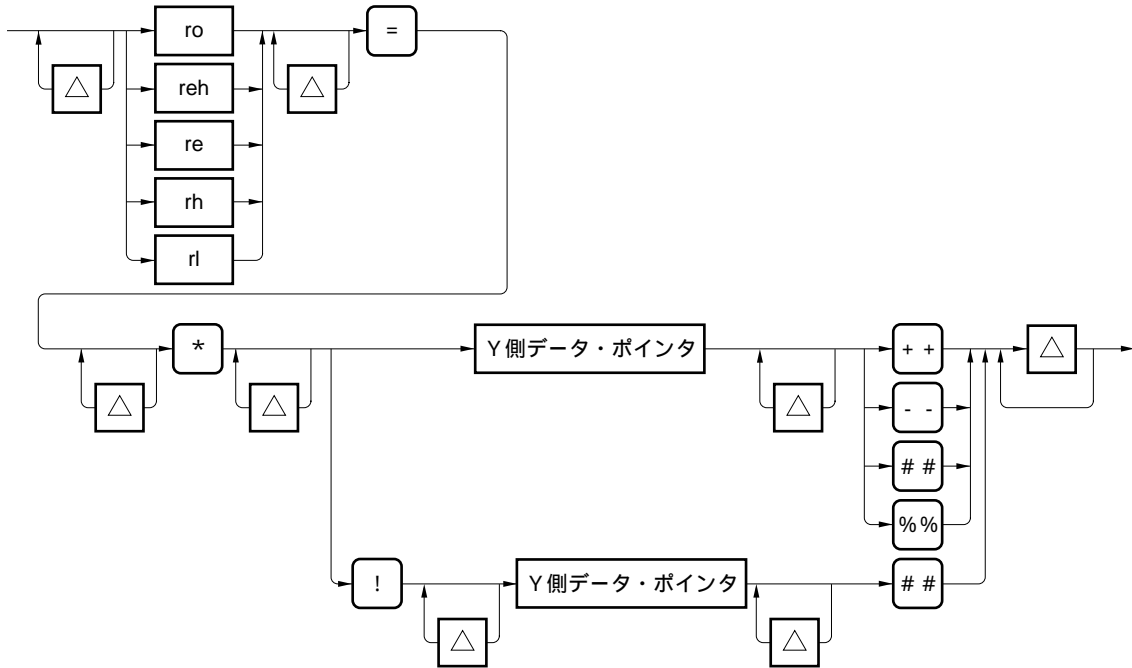 ro
=
△
△
reh
re
rh
rl
*
Y側データ・ポインタ
+ +
△
△
△
△
- -
# #
%%
!
Y側データ・ポインタ
# #
△
△